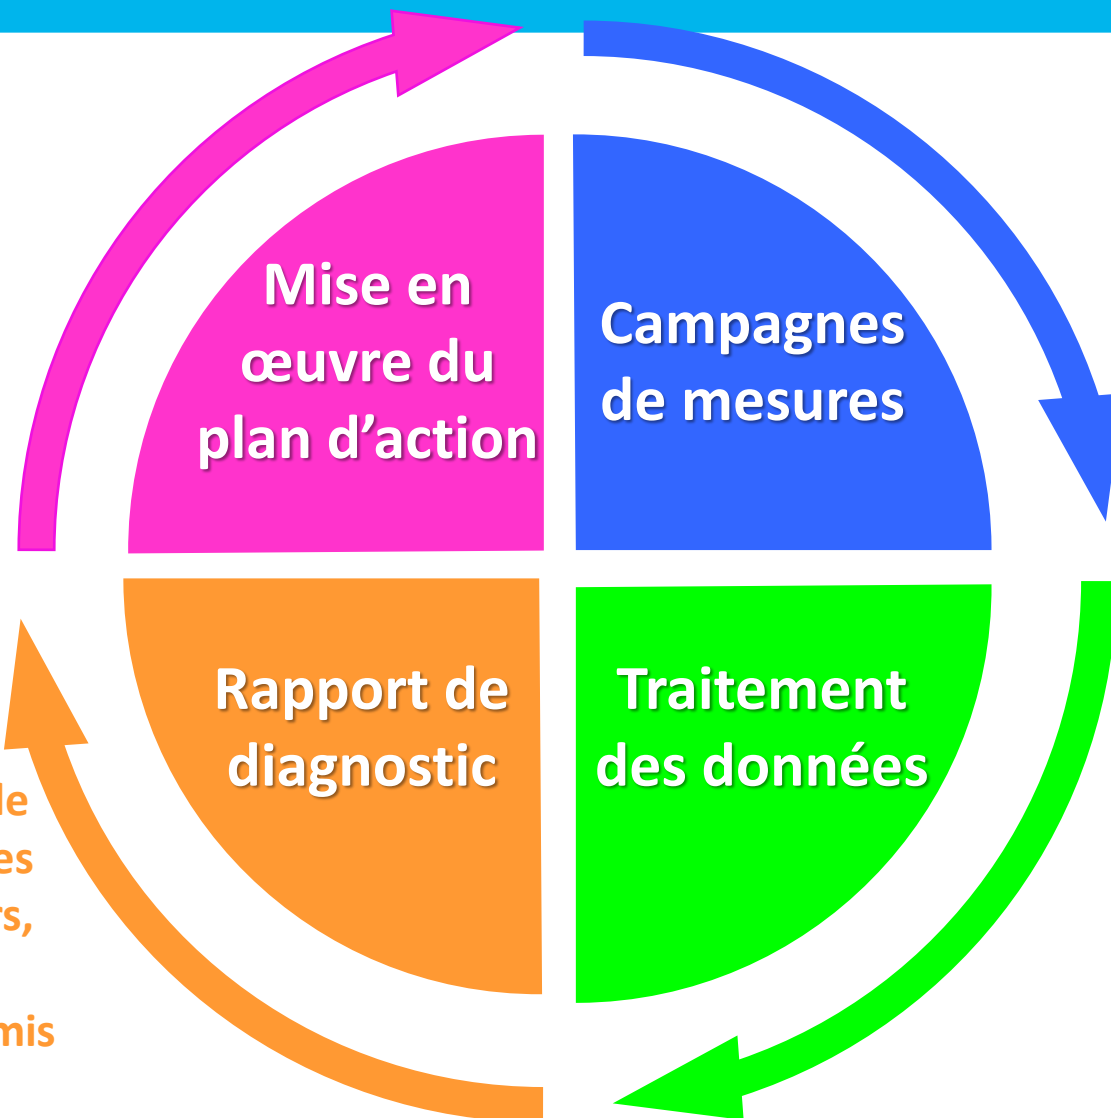 Mise en
œuvre du
plan d’action
Campagnes
de mesures
Rapport de
diagnostic
Traitement
des données